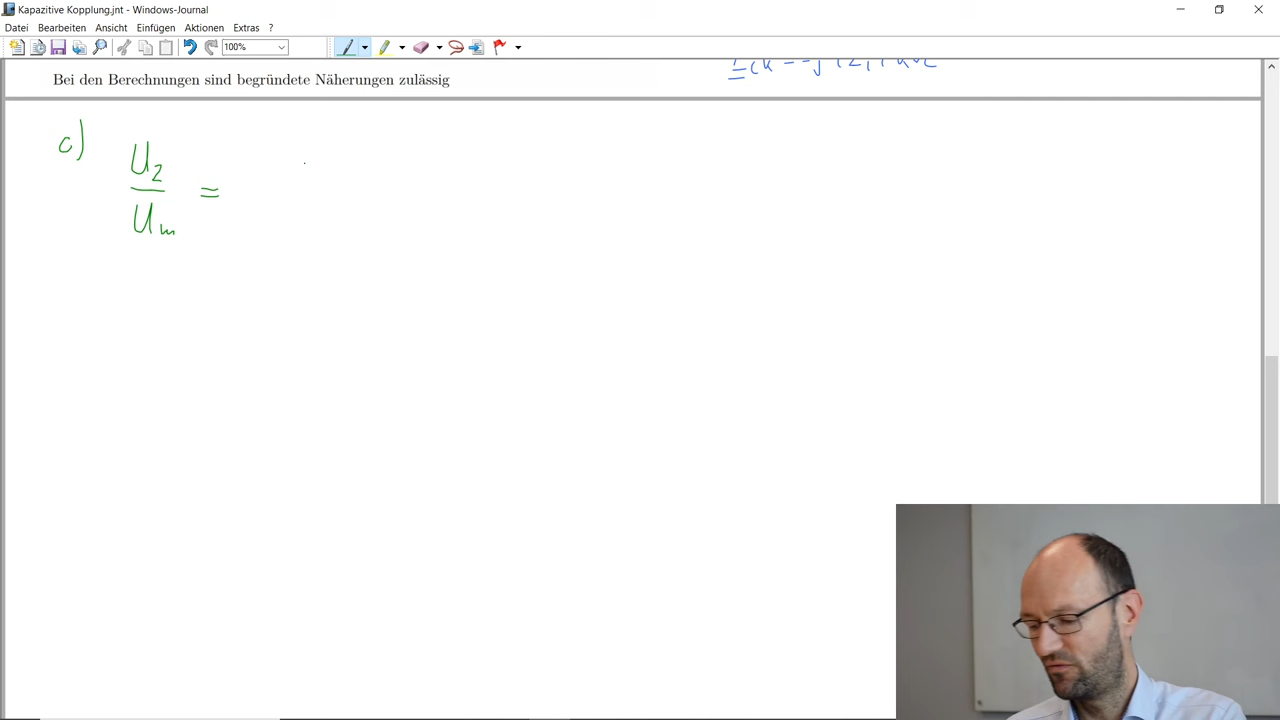 Kapazitive Kopplung.jnt - Windows-Journal
Datei Bearbeiten Ansicht Einfügen Aktionen Extras ?
100%
Bei den Berechnungen sind begründete Näherungen zulässig
c)
U2
=
Um